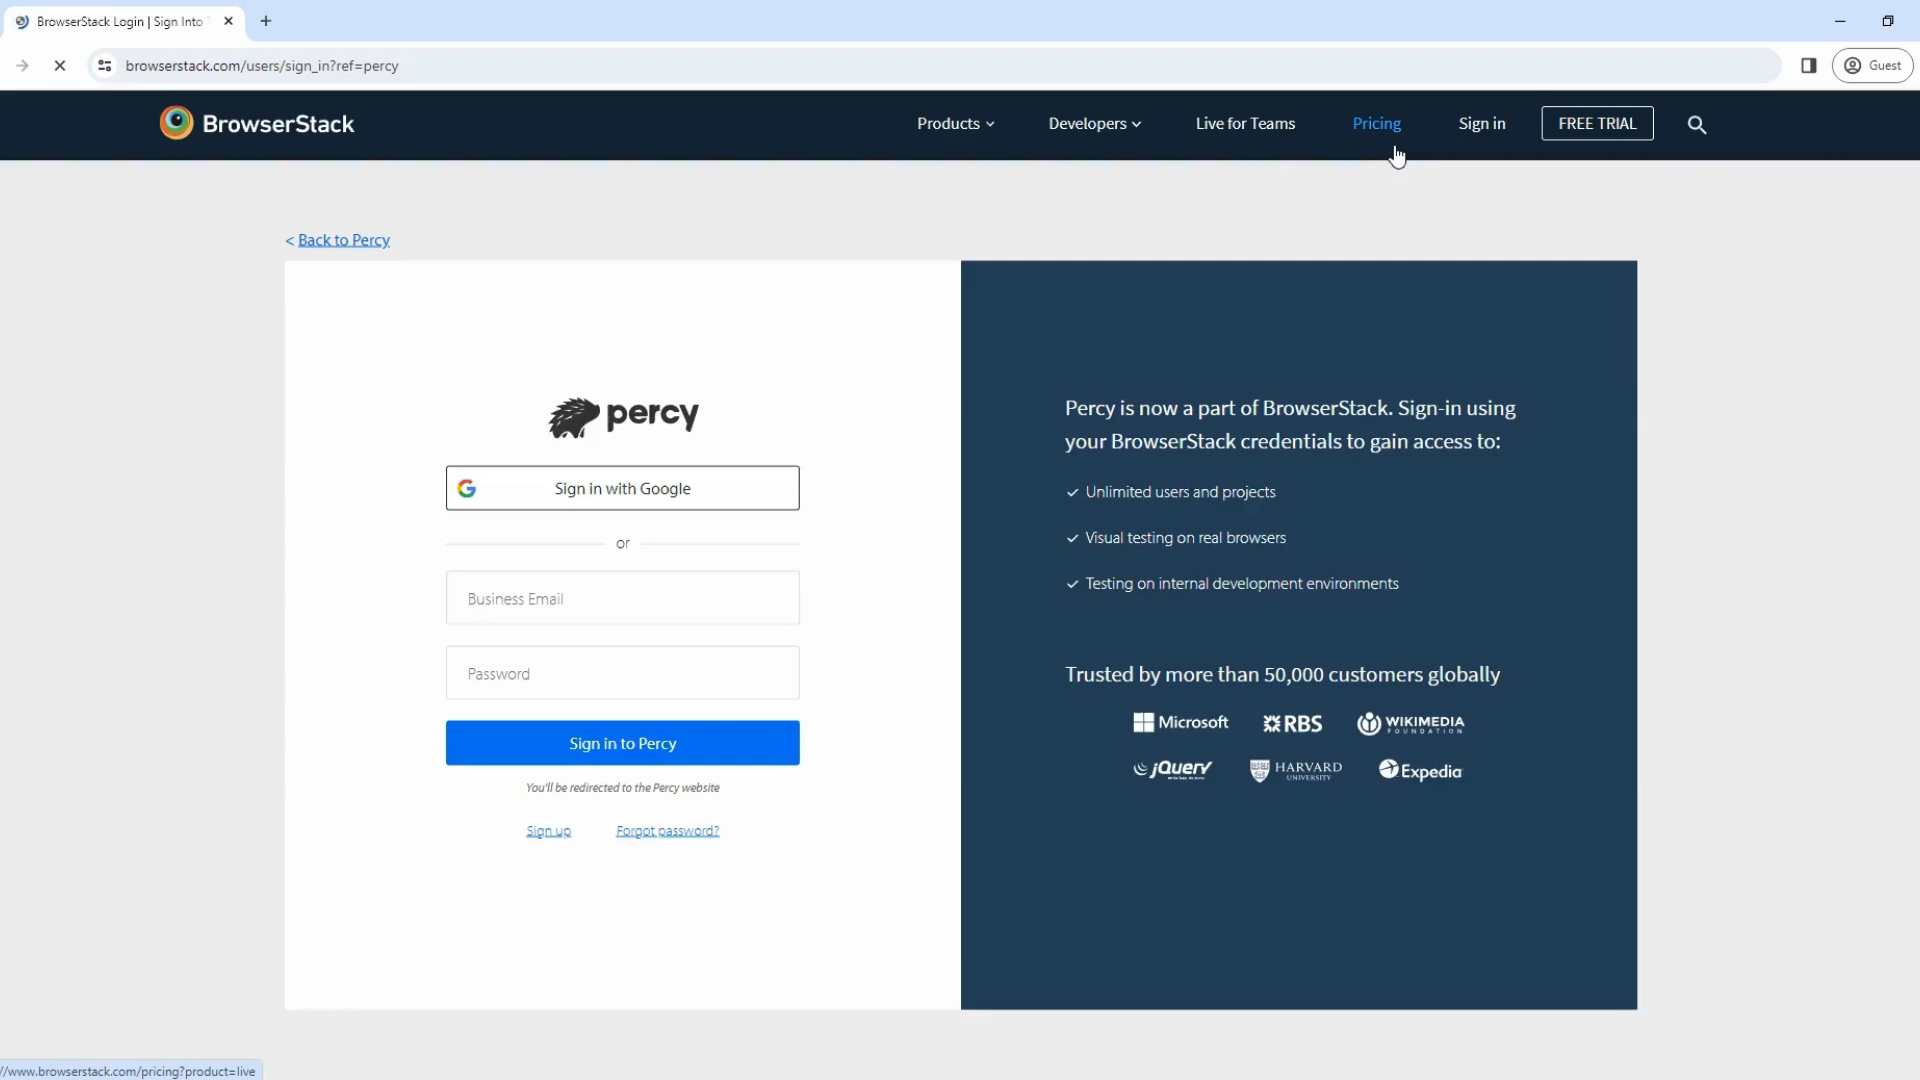 BrowserStack Login | Sign Into
browserstack.com/users/sign_in?ref=percy
Guest
BrowserStack
Products
Developers
Live for Teams
Pricing
Sign in
FREE TRIAL
< Back to Percy
percy
Sign in with Google
or
Business Email
Password
Sign in to Percy
You'll be redirected to the Percy website
Sign up
Forgot password?
Percy is now a part of BrowserStack. Sign-in using
your BrowserStack credentials to gain access to:
Unlimited users and projects
Visual testing on real browsers
Testing on internal development environments
Trusted by more than 50,000 customers globally
Microsoft
RBS
WIKIMEDIA
FOUNDATION
jQuery
HARVARD
UNIVERSITY
Expedia
//www.browserstack.com/pricing?product=live